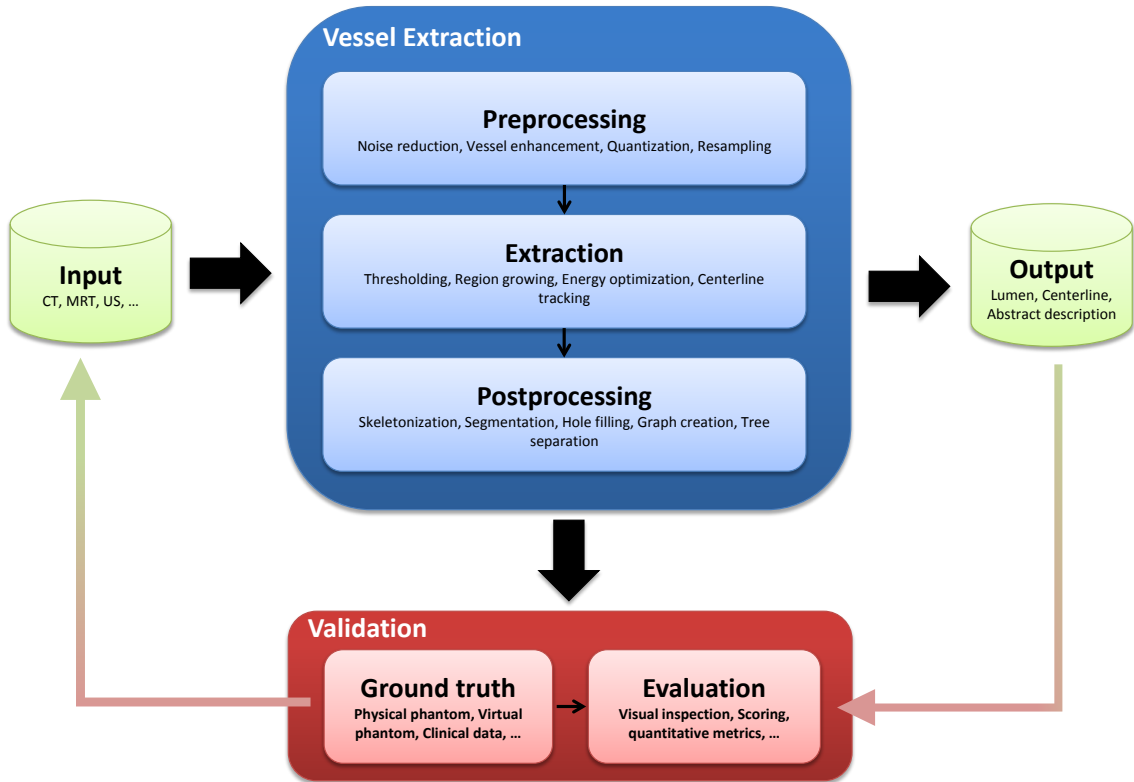 Vessel Extraction
Preprocessing
Noise reduction, Vessel enhancement, Quantization, Resampling
Input
CT, MRT, US, ...
Extraction
Thresholding, Region growing, Energy optimization, Centerline
tracking
Output
Lumen, Centerline,
Abstract description
Postprocessing
Skeletonization, Segmentation, Hole filling, Graph creation, Tree
separation
Validation
Ground truth
Physical phantom, Virtual
phantom, Clinical data, ...
Evaluation
Visual inspection, Scoring,
quantitative metrics, ...